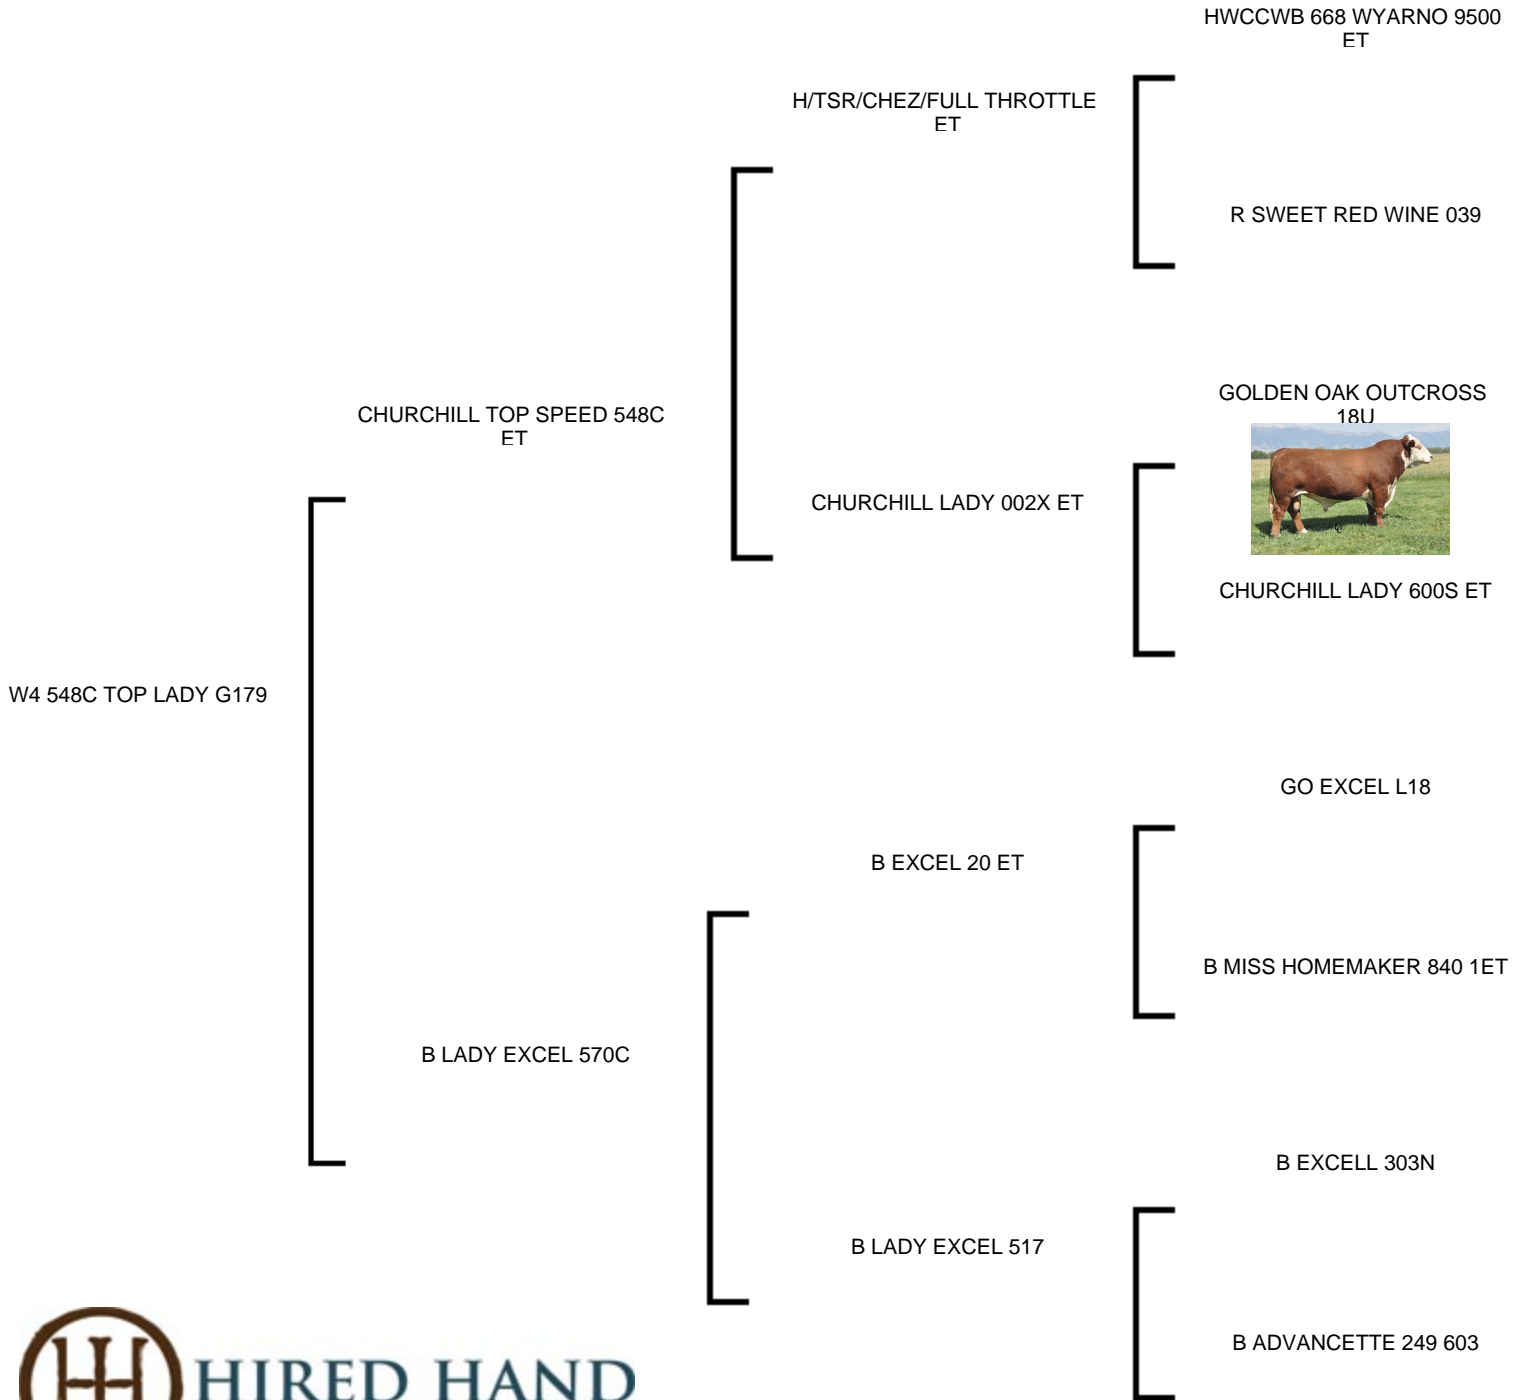 HWCCWB 668 WYARNO 9500
ET
H/TSR/CHEZ/FULL THROTTLE
ET
R SWEET RED WINE 039
CHURCHILL TOP SPEED 548C
ET
GOLDEN OAK OUTCROSS
18U
CHURCHILL LADY 002X ET
CHURCHILL LADY 600S ET
W4 548C TOP LADY G179
GO EXCEL L18
B EXCEL 20 ET
B MISS HOMEMAKER 840 1ET
B LADY EXCEL 570C
B EXCELL 303N
B LADY EXCEL 517
B ADVANCETTE 249 603
HIRED HAND